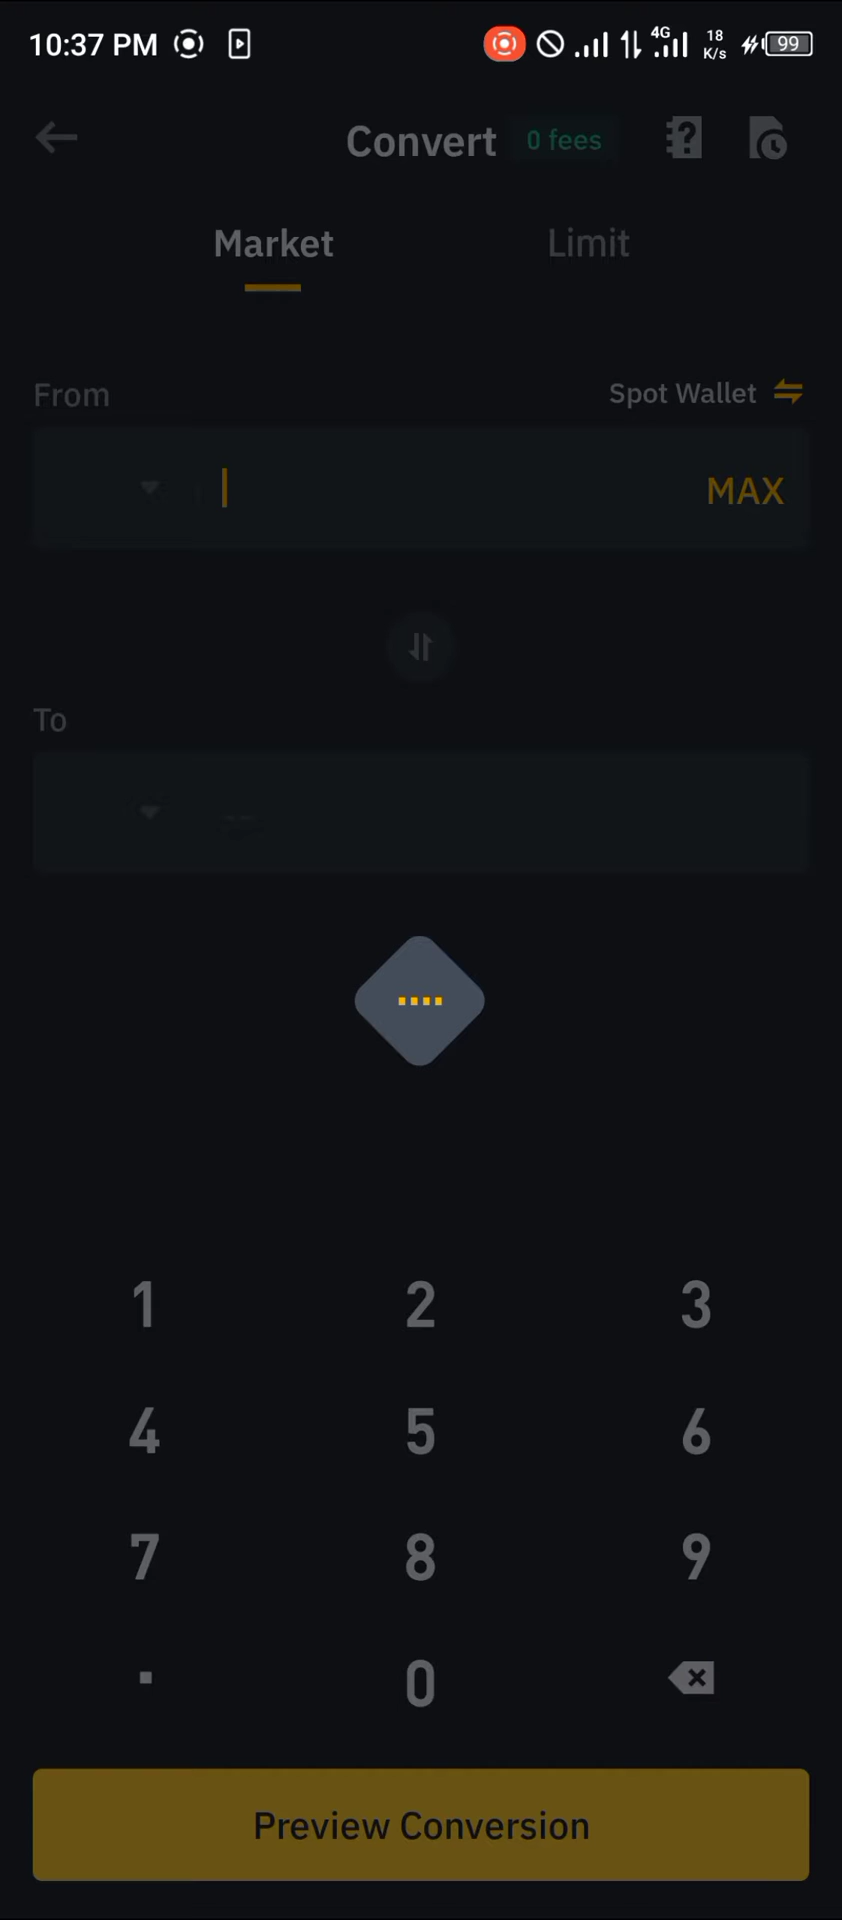 10:37 PM 4G 18 K/s 99
Convert 0 fees
Market Limit
From Spot Wallet
MAX
To
--
1 2 3
4 5 6
7 8 9
. 0
Preview Conversion